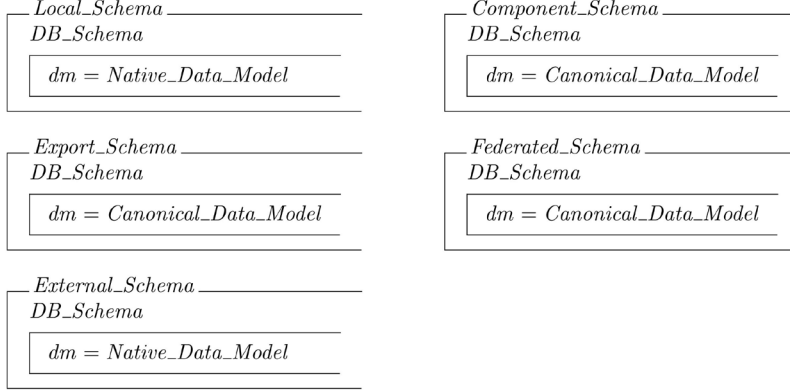 Local_Schema
DB_Schema
dm = Native_Data_Model
Component_Schema
DB_Schema
dm = Canonical_Data_Model
Export_Schema
DB_Schema
dm = Canonical_Data_Model
Federated_Schema
DB_Schema
dm = Canonical_Data_Model
External_Schema
DB_Schema
dm = Native_Data_Model